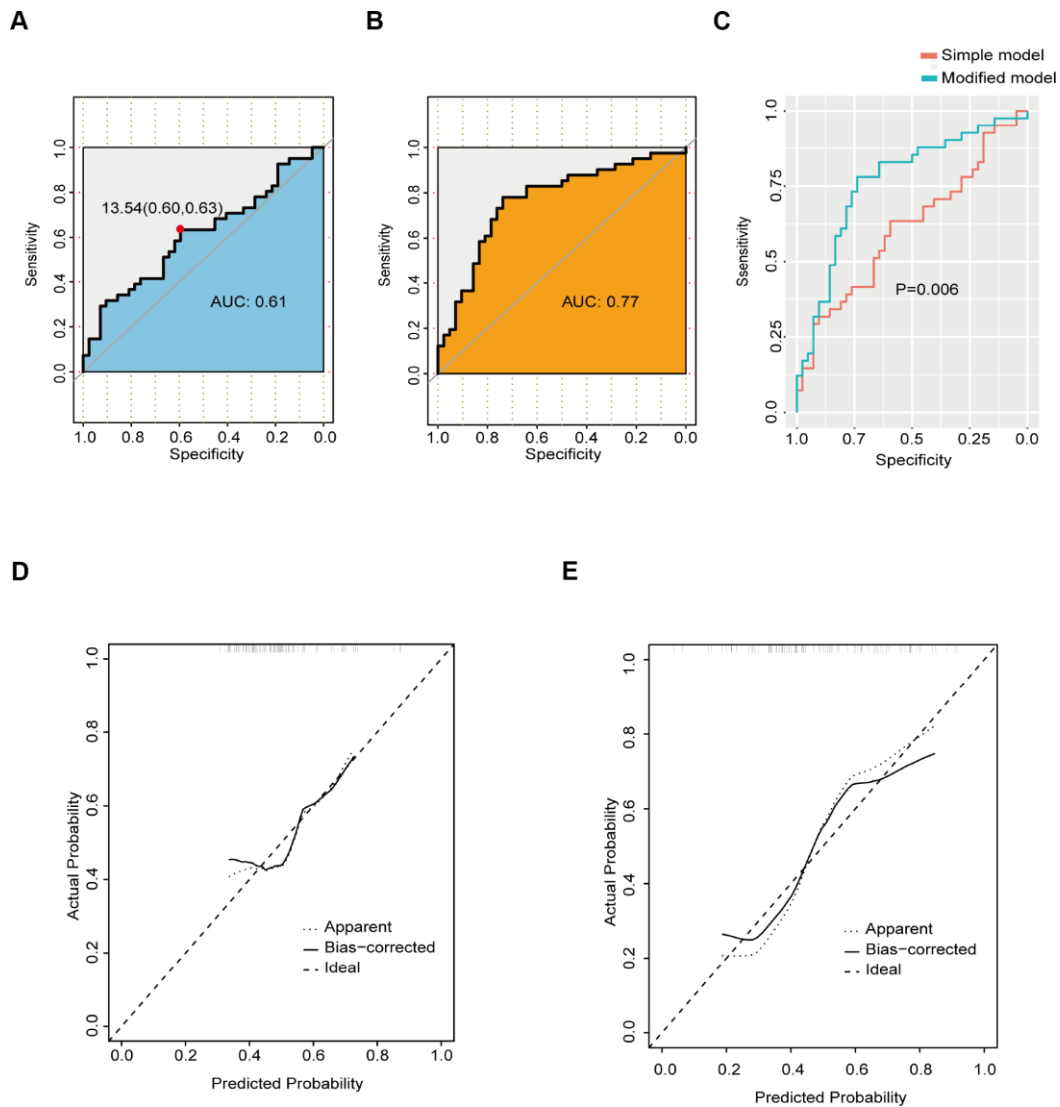 A
B
C
Simple model
Modified model
1.0
0.8
0.6
0.4
0.2
0.0
Sensitivity
13.54(0.60,0.63)
AUC: 0.61
1.0
0.8
0.6
0.4
0.2
0.0
Specificity
1.0
0.8
0.6
0.4
0.2
0.0
Sensitivity
AUC: 0.77
1.0
0.8
0.6
0.4
0.2
0.0
Specificity
1.0
0.75
0.5
0.25
0.0
Ssensitivity
P=0.006
1.0
0.7
0.5
0.25
0.0
Specificity
D
E
1.0
0.8
0.6
0.4
0.2
0.0
Actual Probability
Apparent
Bias-corrected
Ideal
0.0
0.2
0.4
0.6
0.8
1.0
Predicted Probability
1.0
0.8
0.6
0.4
0.2
0.0
Actual Probability
Apparent
Bias-corrected
Ideal
0.0
0.2
0.4
0.6
0.8
1.0
Predicted Probability